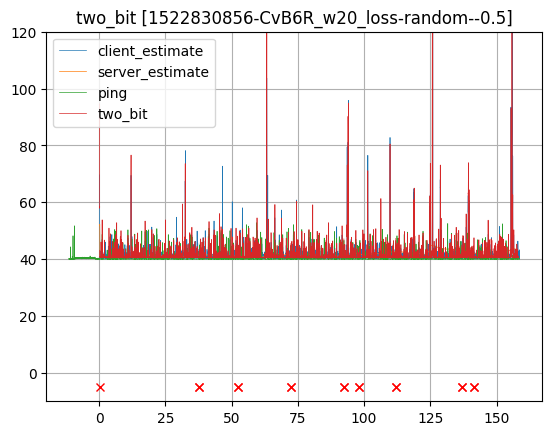 two_bit [1522830856-CvB6R_w20_loss-random--0.5]
120
100
80
60
40
20
0
client_estimate
server_estimate
ping
two_bit
0 25 50 75 100 125 150